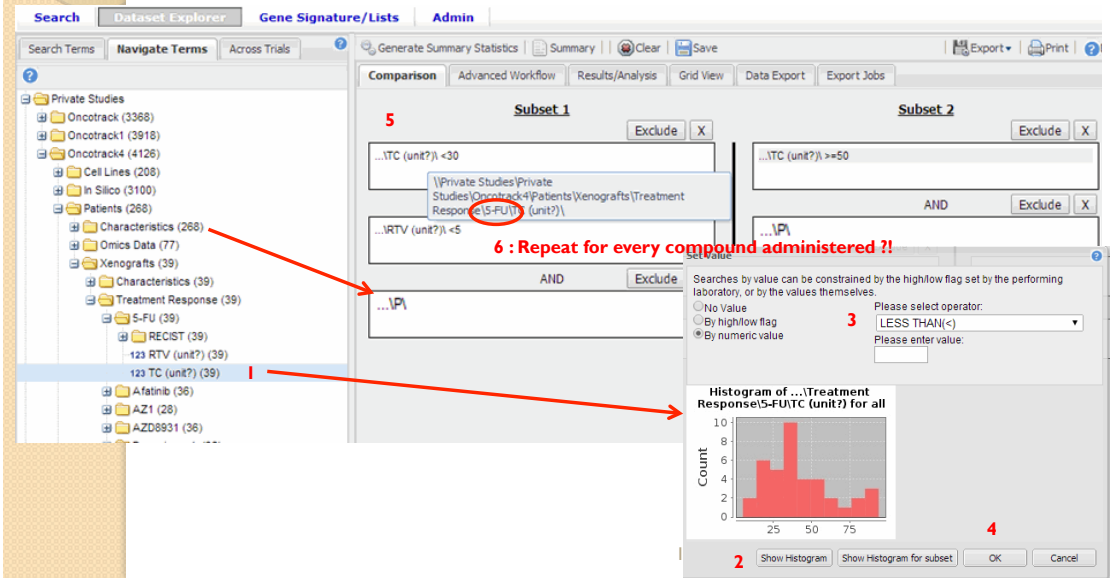 Search Dataset Explorer Gene Signature/Lists Admin
Search Terms Navigate Terms Across Trials
Generate Summary Statistics | Summary | | Clear | Save | Export | Print |
Comparison Advanced Workflow Results/Analysis Grid View Data Export Export Jobs
Private Studies
Oncotrack (3368)
Oncotrack1 (3918)
Oncotrack4 (4126)
Cell Lines (208)
In Silico (3100)
Patients (268)
Characteristics (268)
Omics Data (77)
Xenografts (39)
Characteristics (39)
Treatment Response (39)
5-FU (39)
RECIST (39)
123 RTV (unit?) (39)
123 TC (unit?) (39)
1
Afatinib (36)
AZ1 (28)
AZD8931 (36)
5
Subset 1
Exclude X
...\TC (unit?)\ <30
\\Private Studies\Private
Studies\Oncotrack4\Patients\Xenografts\Treatment
Response\5-FU\TC (unit?)\
...\RTV (unit?)\ <5
AND Exclude
...\P\
Subset 2
Exclude X
...\TC (unit?)\ >=50
AND Exclude X
...\P\
6 : Repeat for every compound administered ?!
Set Value
Searches by value can be constrained by the high/low flag set by the performing
laboratory, or by the values themselves.
No Value
By high/low flag
By numeric value
3
Please select operator:
LESS THAN(<)
Please enter value:
Histogram of ...\Treatment
Response\5-FU\TC (unit?) for all
Count
10
8
6
4
2
0
25 50 75
4
2 Show Histogram Show Histogram for subset OK Cancel